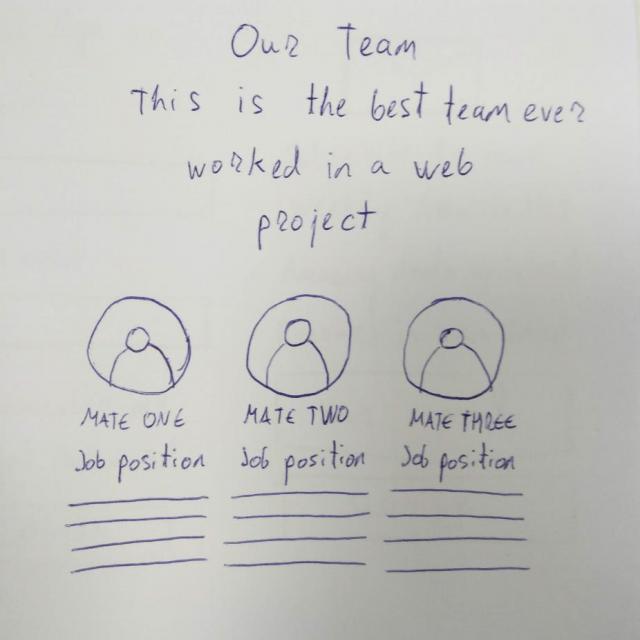 Our Team
This is the best team ever
worked in a web
project
MATE ONE MATE TWO MATE THREE
Job position Job position Job position